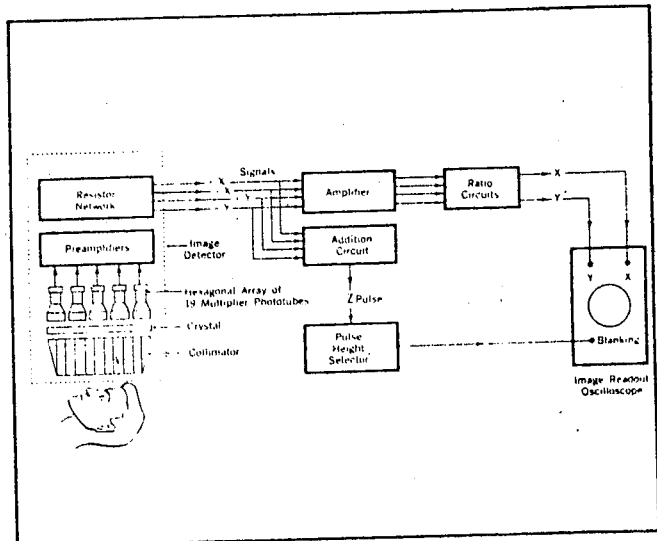 Signals
Resistor
Network
X
X
Y
Y
Amplifier
Ratio
Circuits
X
Y
Preamplifiers
Image
Detector
Addition
Circuit
Y X
Hexagonal Array of
19 Multiplier Phototubes
Z Pulse
Crystal
Collimator
Pulse
Height
Selector
Blanking
Image Readout
Oscilloscope